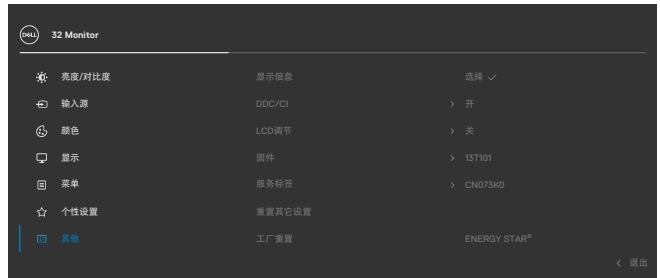 DELL 32 Monitor
亮度/对比度 显示信息 选择 ✓
输入源 DDC/CI > 开
颜色 LCD调节 > 关
显示 固件 > 13T101
菜单 服务标签 > CN073K0
个性设置 重置其它设置
其他 工厂重置 ENERGY STAR®
< 退出